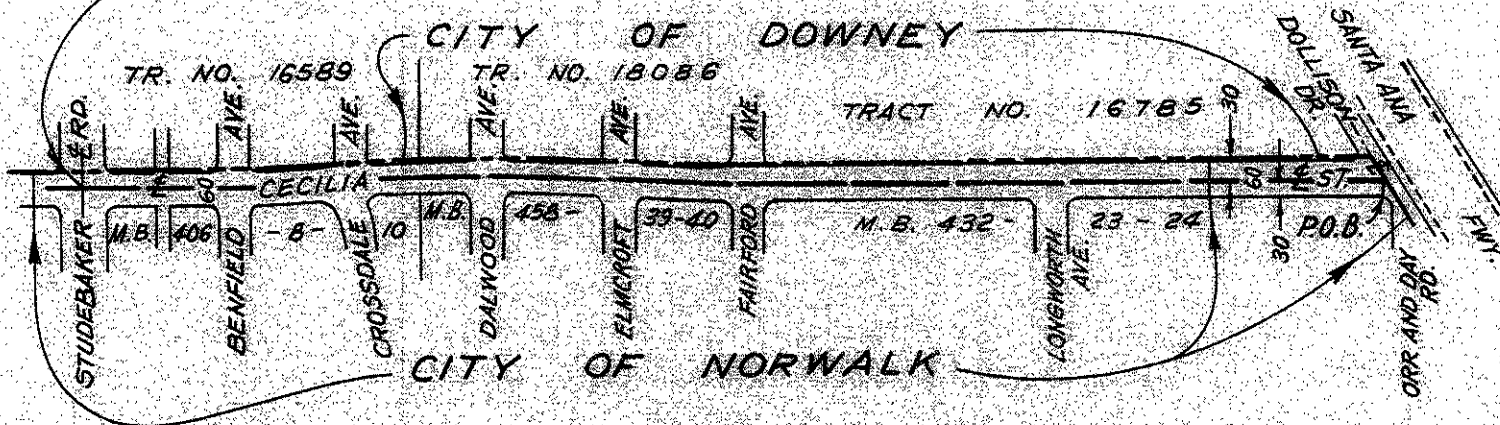 CITY OF DOWNEY
DOLLISON DR.
SANTA ANA FWY.
TR. NO. 16589
TR. NO. 18086
TRACT NO. 16785
30
RD.
AVE.
AVE.
AVE.
AVE.
AVE.
℄
℄
60
CECILIA
60
℄
ST.
M.B. 406 - 8 - 10
M.B. 458 - 39-40
M.B. 432 - 23 - 24
P.O.B.
30
STUDEBAKER
BENFIELD
CROSSDALE
DALWOOD
ELMCROFT
FAIRFORD
LONGWORTH AVE.
ORR AND DAY RD.
CITY OF NORWALK